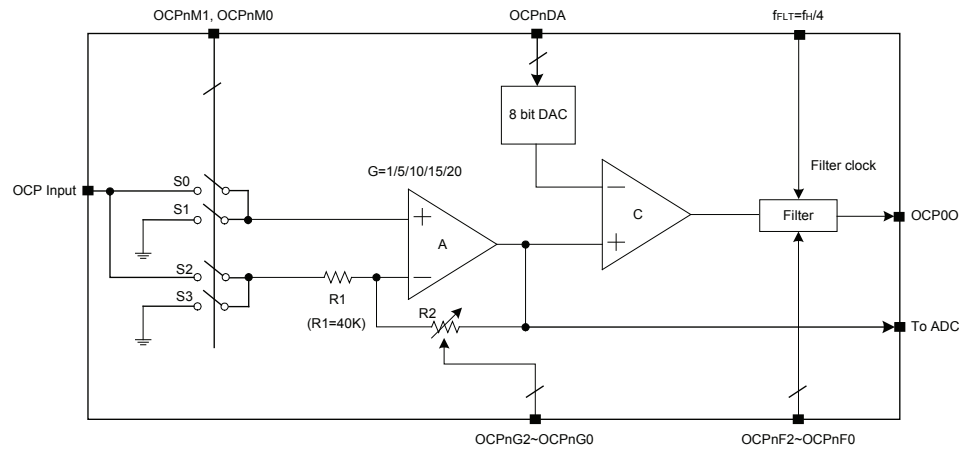 OCPnM1, OCPnM0
OCPnDA
fFLT=fH/4
8 bit DAC
G=1/5/10/15/20
Filter clock
OCP Input
S0
S1
S2
S3
+
−
A
−
+
C
Filter
OCP0O
R1
(R1=40K)
R2
To ADC
OCPnG2~OCPnG0
OCPnF2~OCPnF0